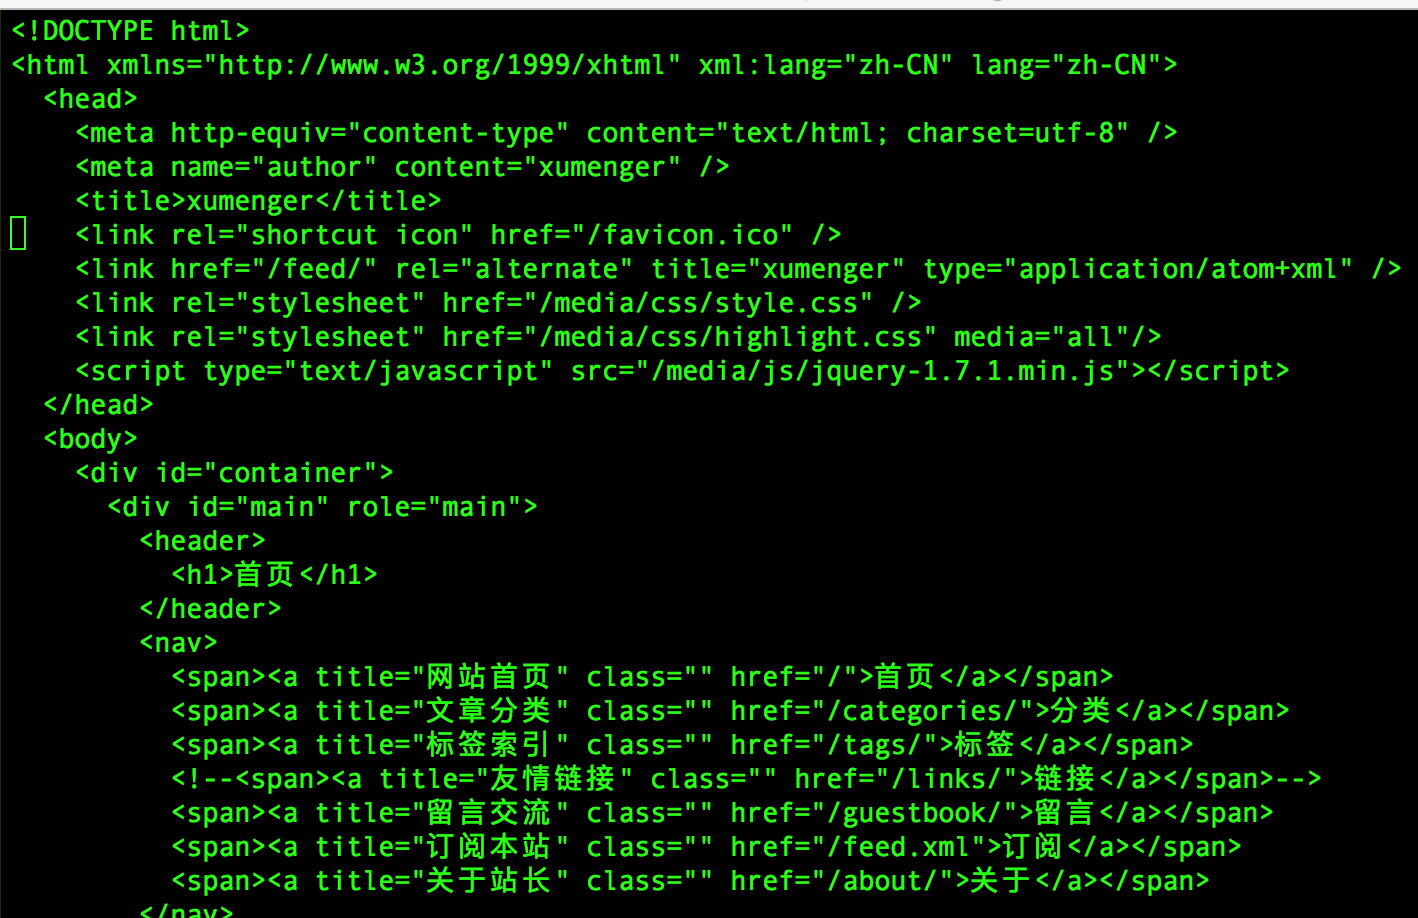 <!DOCTYPE html>
<html xmlns="http://www.w3.org/1999/xhtml" xml:lang="zh-CN" lang="zh-CN">
  <head>
    <meta http-equiv="content-type" content="text/html; charset=utf-8" />
    <meta name="author" content="xumenger" />
    <title>xumenger</title>
    <link rel="shortcut icon" href="/favicon.ico" />
    <link href="/feed/" rel="alternate" title="xumenger" type="application/atom+xml" />
    <link rel="stylesheet" href="/media/css/style.css" />
    <link rel="stylesheet" href="/media/css/highlight.css" media="all"/>
    <script type="text/javascript" src="/media/js/jquery-1.7.1.min.js"></script>
  </head>
  <body>
    <div id="container">
      <div id="main" role="main">
        <header>
          <h1>首页</h1>
        </header>
        <nav>
          <span><a title="网站首页" class="" href="/">首页</a></span>
          <span><a title="文章分类" class="" href="/categories/">分类</a></span>
          <span><a title="标签索引" class="" href="/tags/">标签</a></span>
          <!--<span><a title="友情链接" class="" href="/links/">链接</a></span>-->
          <span><a title="留言交流" class="" href="/guestbook/">留言</a></span>
          <span><a title="订阅本站" class="" href="/feed.xml">订阅</a></span>
          <span><a title="关于站长" class="" href="/about/">关于</a></span>
        </nav>